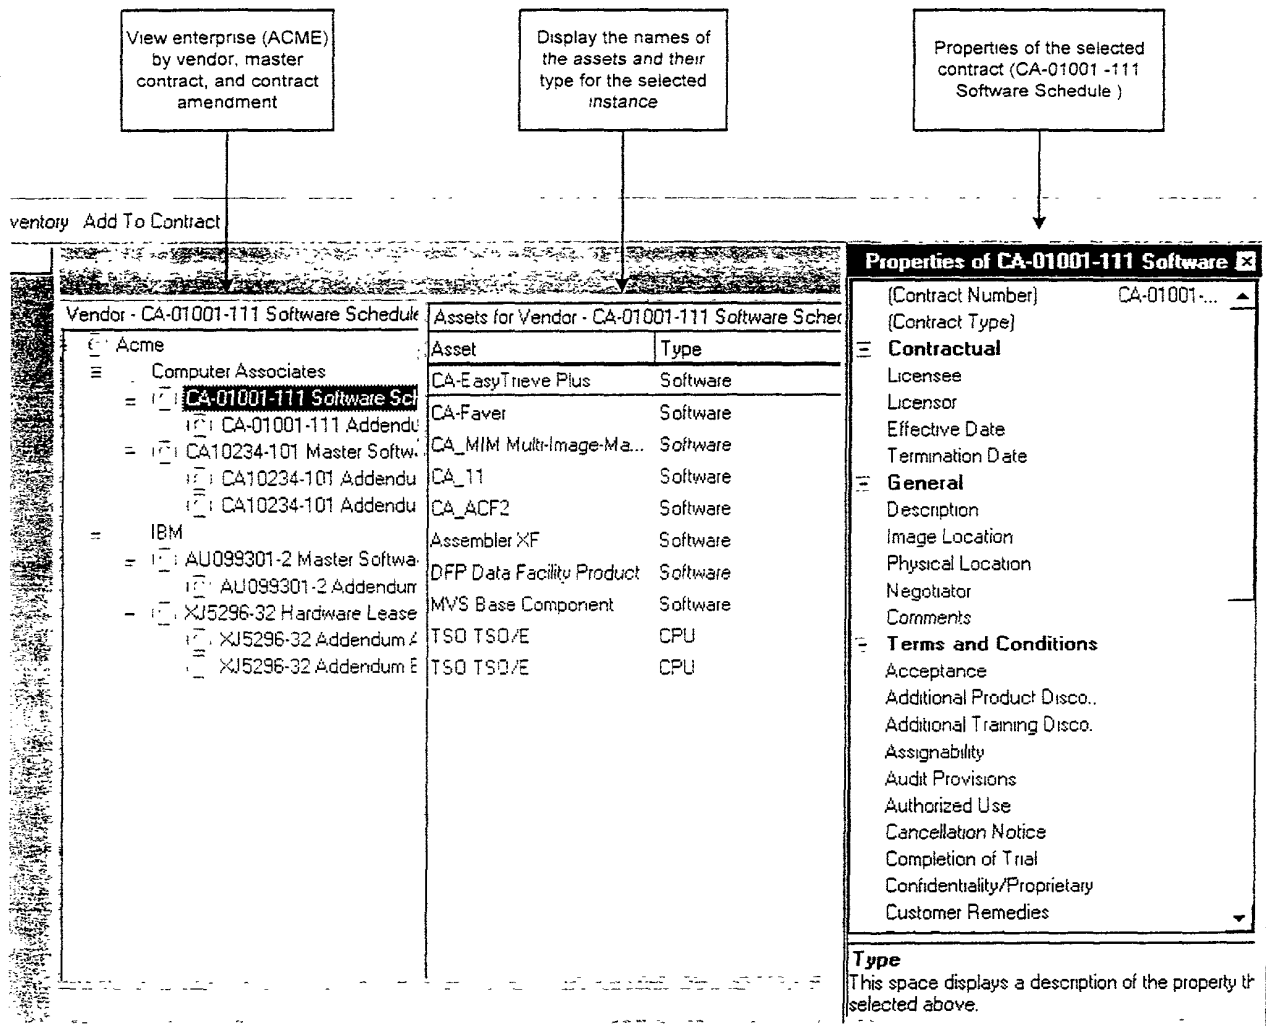 View enterprise (ACME)
by vendor, master
contract, and contract
amendment
Display the names of
the assets and their
type for the selected
instance
Properties of the selected
contract (CA-01001 -111
Software Schedule )
ventory Add To Contract
Vendor - CA-01001-111 Software Schedule
Acme
Computer Associates
CA-01001-111 Software Sch
CA-01001-111 Addendu
CA10234-101 Master Softw
CA10234-101 Addendu
CA10234-101 Addendu
IBM
AU099301-2 Master Softwa
AU099301-2 Addendum
XJ5296-32 Hardware Lease
XJ5296-32 Addendum A
XJ5296-32 Addendum B
Assets for Vendor - CA-01001-111 Software Sched
Asset Type
CA-EasyTrieve Plus Software
CA-Faver Software
CA_MIM Multi-Image-Ma... Software
CA_11 Software
CA_ACF2 Software
Assembler XF Software
DFP Data Facility Product Software
MVS Base Component Software
TSO TSO/E CPU
TSO TSO/E CPU
Properties of CA-01001-111 Software
(Contract Number) CA-01001-...
(Contract Type)
Contractual
Licensee
Licensor
Effective Date
Termination Date
General
Description
Image Location
Physical Location
Negotiator
Comments
Terms and Conditions
Acceptance
Additional Product Disco..
Additional Training Disco.
Assignability
Audit Provisions
Authorized Use
Cancellation Notice
Completion of Trial
Confidentiality/Proprietary
Customer Remedies
Type
This space displays a description of the property th
selected above.